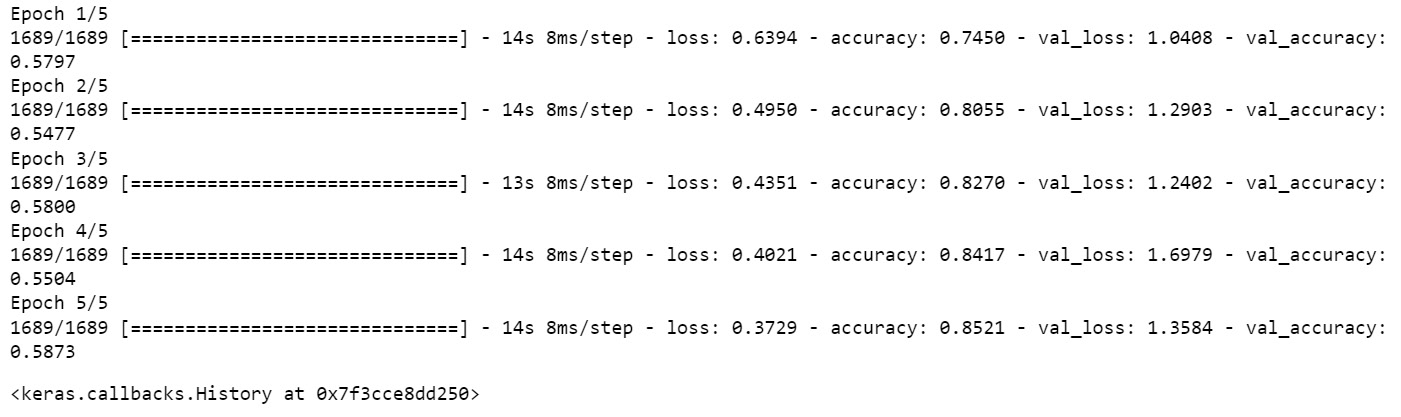 Epoch 1/5
1689/1689 [==============================] - 14s 8ms/step - loss: 0.6394 - accuracy: 0.7450 - val_loss: 1.0408 - val_accuracy:
0.5797
Epoch 2/5
1689/1689 [==============================] - 14s 8ms/step - loss: 0.4950 - accuracy: 0.8055 - val_loss: 1.2903 - val_accuracy:
0.5477
Epoch 3/5
1689/1689 [==============================] - 13s 8ms/step - loss: 0.4351 - accuracy: 0.8270 - val_loss: 1.2402 - val_accuracy:
0.5800
Epoch 4/5
1689/1689 [==============================] - 14s 8ms/step - loss: 0.4021 - accuracy: 0.8417 - val_loss: 1.6979 - val_accuracy:
0.5504
Epoch 5/5
1689/1689 [==============================] - 14s 8ms/step - loss: 0.3729 - accuracy: 0.8521 - val_loss: 1.3584 - val_accuracy:
0.5873
<keras.callbacks.History at 0x7f3cce8dd250>